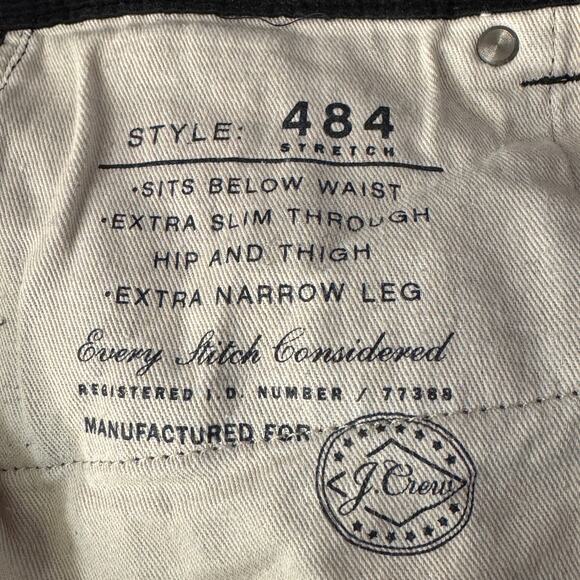 STYLE: 484
STRETCH
•SITS BELOW WAIST
•EXTRA SLIM THROUGH
HIP AND THIGH
•EXTRA NARROW LEG
Every Stitch Considered
REGISTERED I.D. NUMBER / 77388
MANUFACTURED FOR
J.Crew